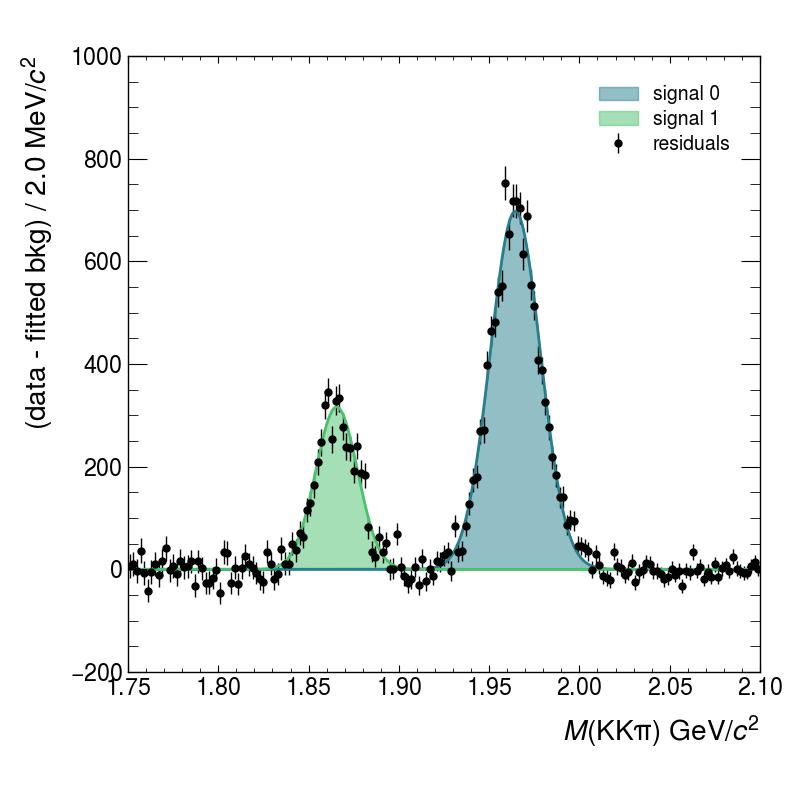 (data - fitted bkg) / 2.0 MeV/c²
1000
800
600
400
200
0
−200
signal 0
signal 1
residuals
1.75 1.80 1.85 1.90 1.95 2.00 2.05 2.10
M(KKπ) GeV/c²